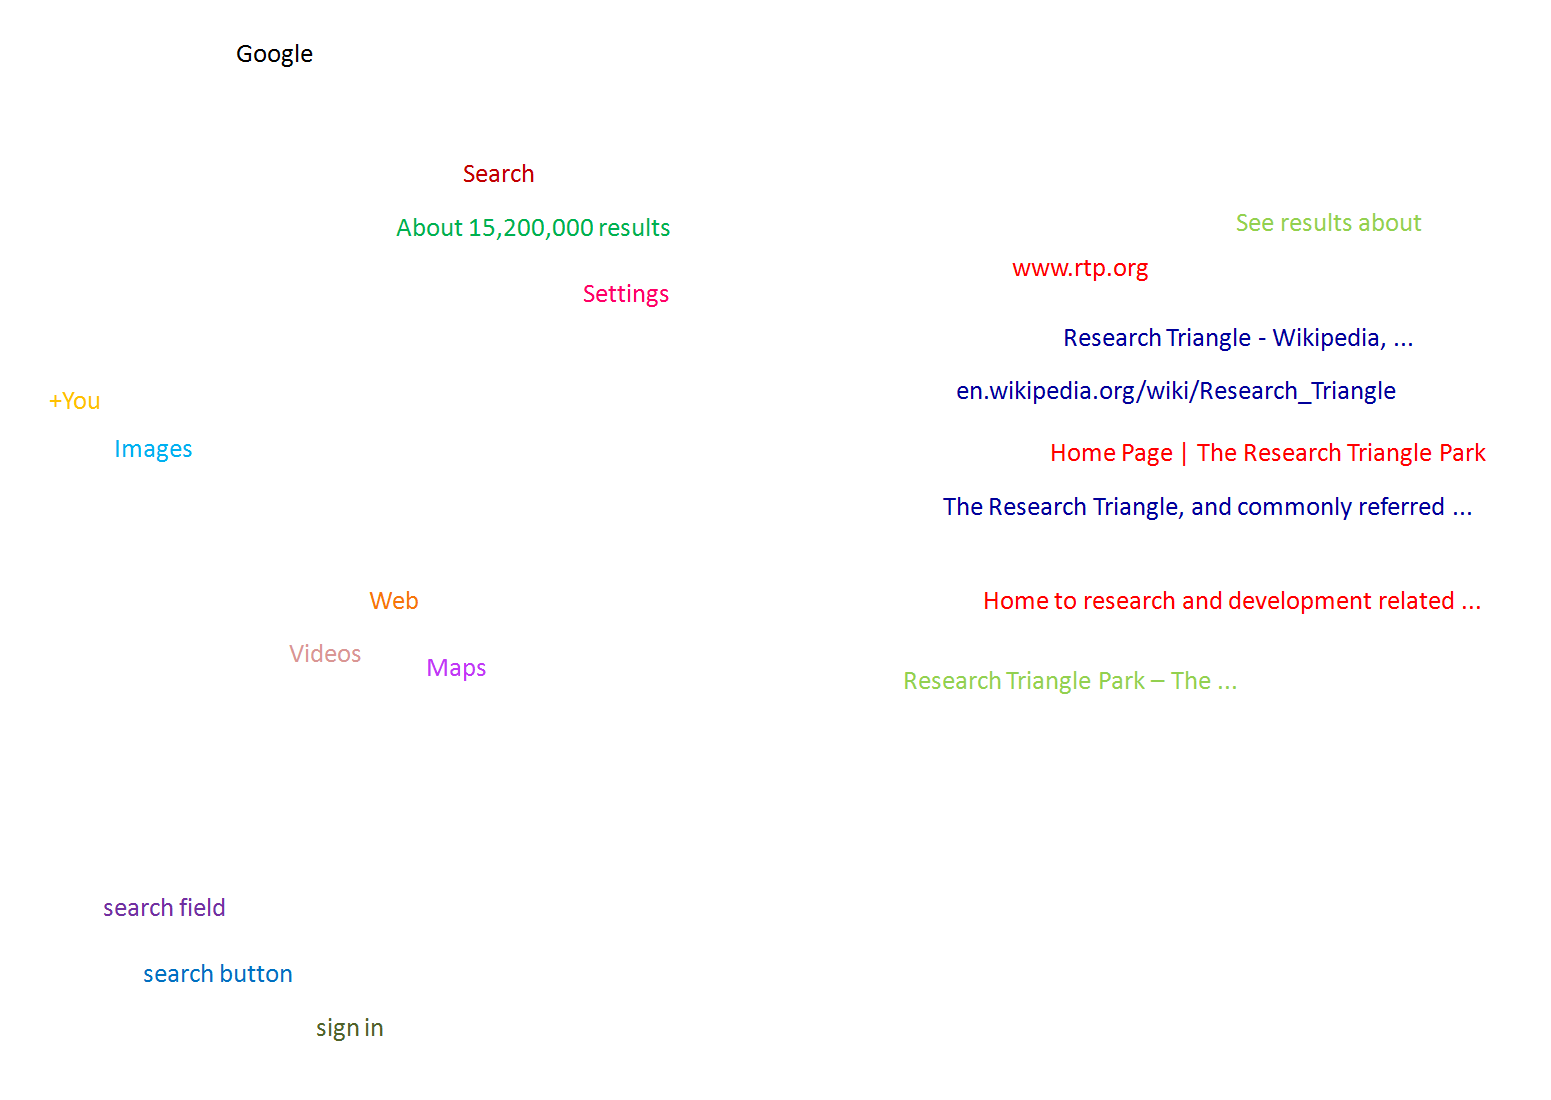 Google
Search
About 15,200,000 results
Settings
+You
Images
Web
Videos
Maps
search field
search button
sign in
See results about
www.rtp.org
Research Triangle - Wikipedia, ...
en.wikipedia.org/wiki/Research_Triangle
Home Page | The Research Triangle Park
The Research Triangle, and commonly referred ...
Home to research and development related ...
Research Triangle Park – The ...